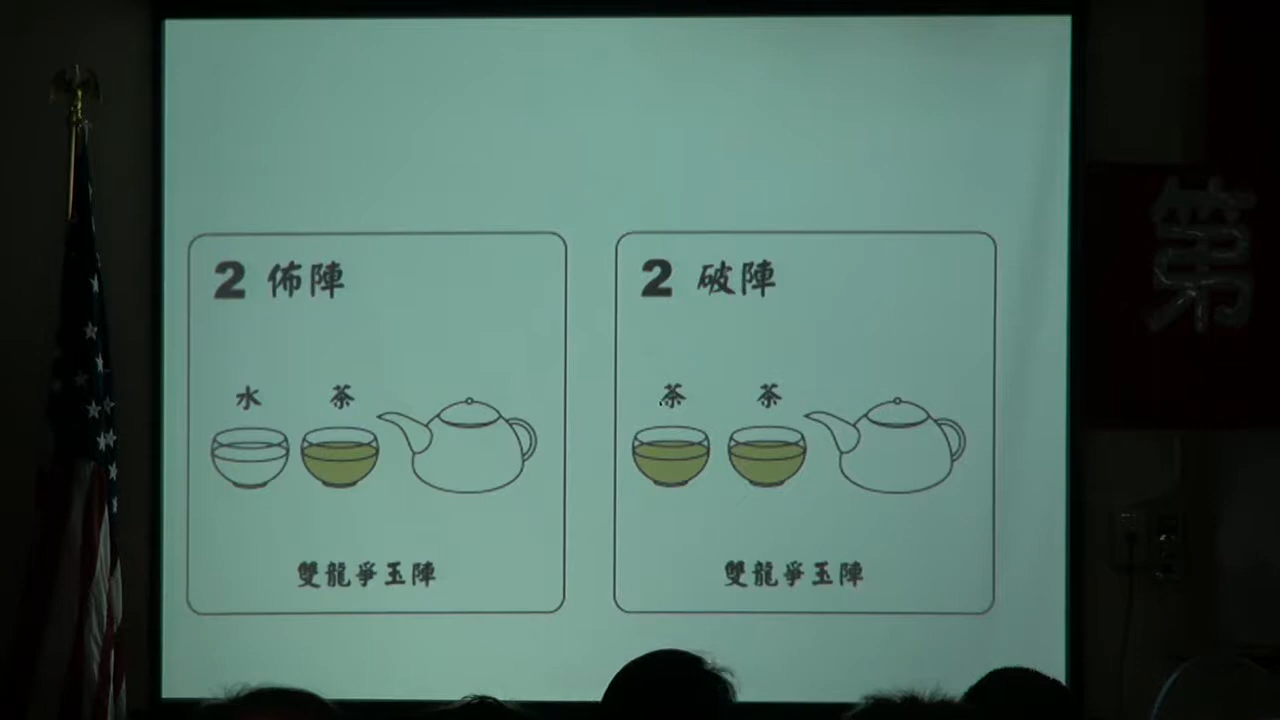 2 佈陣
水 茶
雙龍爭玉陣
2 破陣
茶 茶
雙龍爭玉陣
第